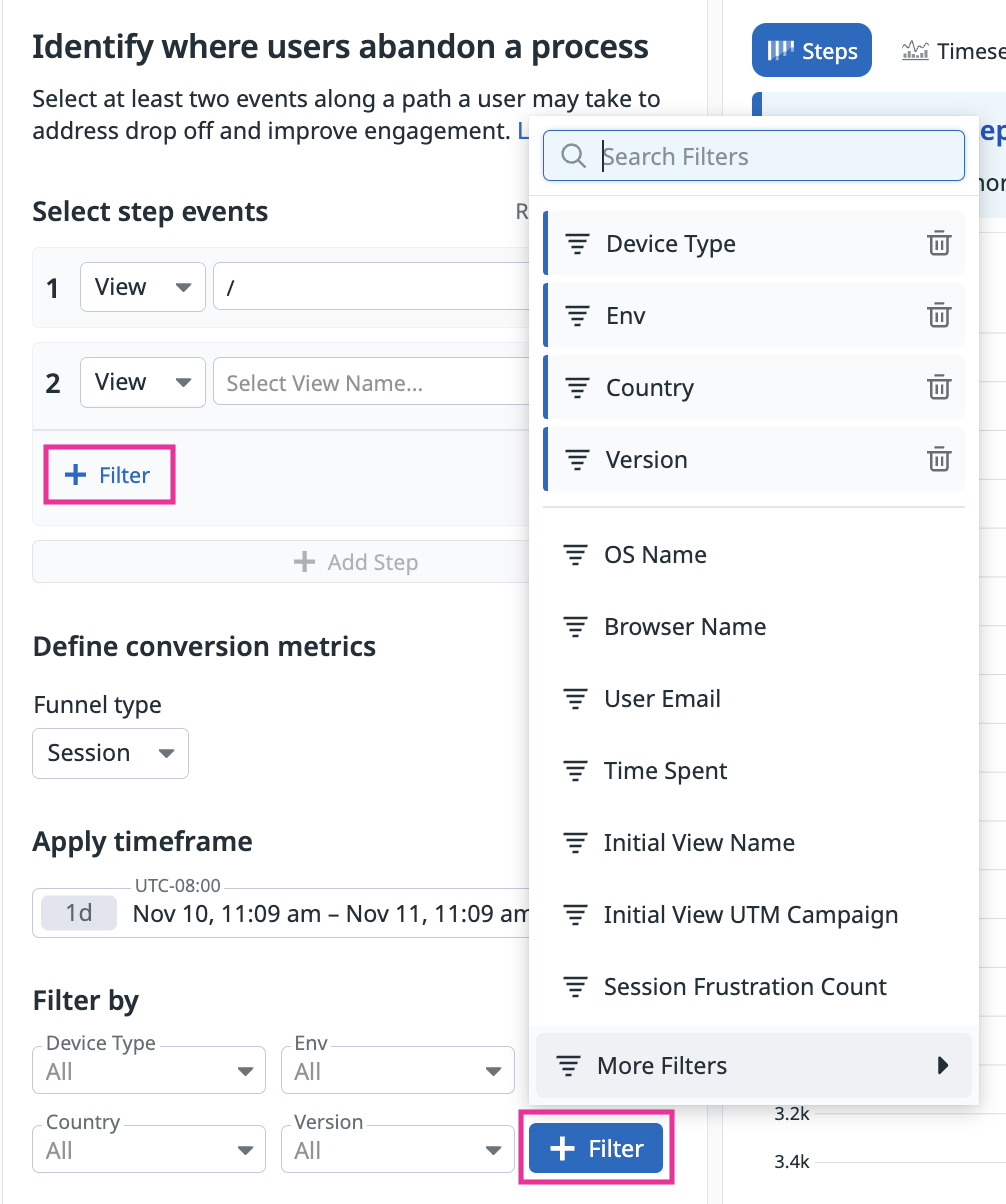 Identify where users abandon a process
Select at least two events along a path a user may take to
address drop off and improve engagement.
Select step events
1 View /
2 View Select View Name...
+ Filter
+ Add Step
Define conversion metrics
Funnel type
Session
Apply timeframe
UTC-08:00
1d Nov 10, 11:09 am – Nov 11, 11:09 am
Filter by
Device Type Env
All All
Country Version
All All
+ Filter
Search Filters
Device Type
Env
Country
Version
OS Name
Browser Name
User Email
Time Spent
Initial View Name
Initial View UTM Campaign
Session Frustration Count
More Filters
Steps
3.2k
3.4k